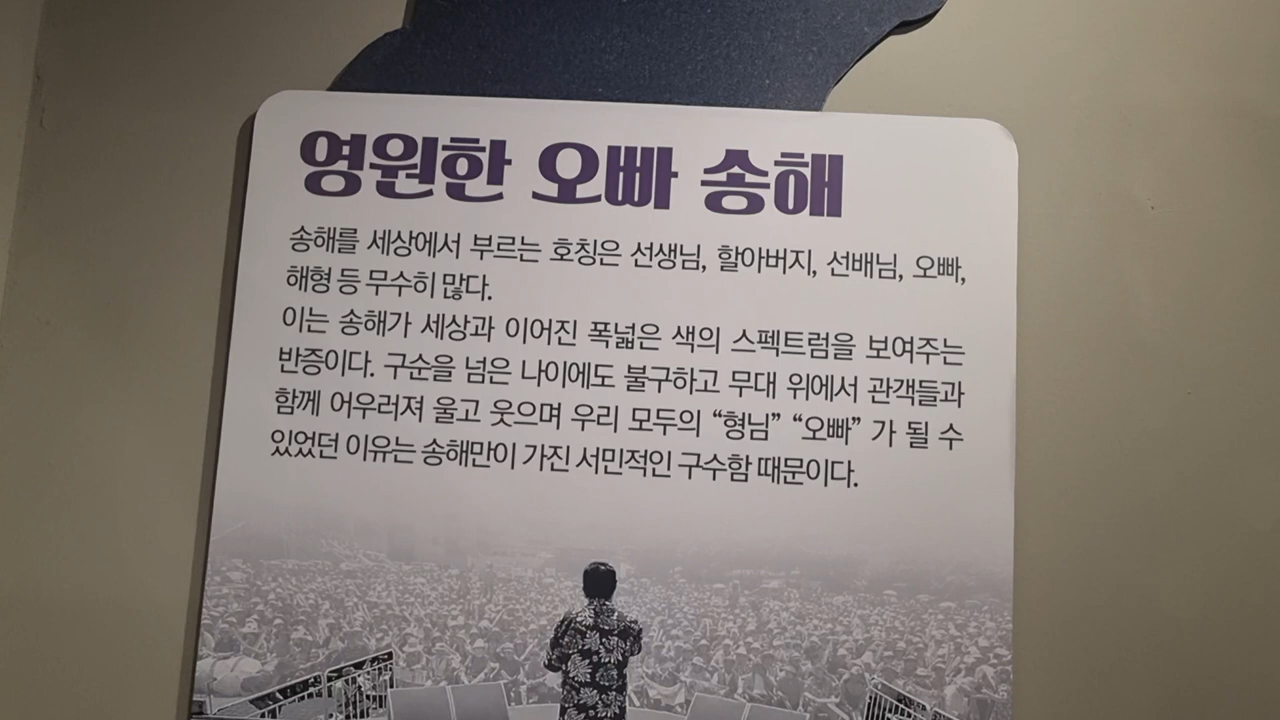 영원한 오빠 송해
송해를 세상에서 부르는 호칭은 선생님, 할아버지, 선배님, 오빠,
해형 등 무수히 많다.
이는 송해가 세상과 이어진 폭넓은 색의 스펙트럼을 보여주는
반증이다. 구순을 넘은 나이에도 불구하고 무대 위에서 관객들과
함께 어우러져 울고 웃으며 우리 모두의 “형님” “오빠” 가 될 수
있었던 이유는 송해만이 가진 서민적인 구수함 때문이다.